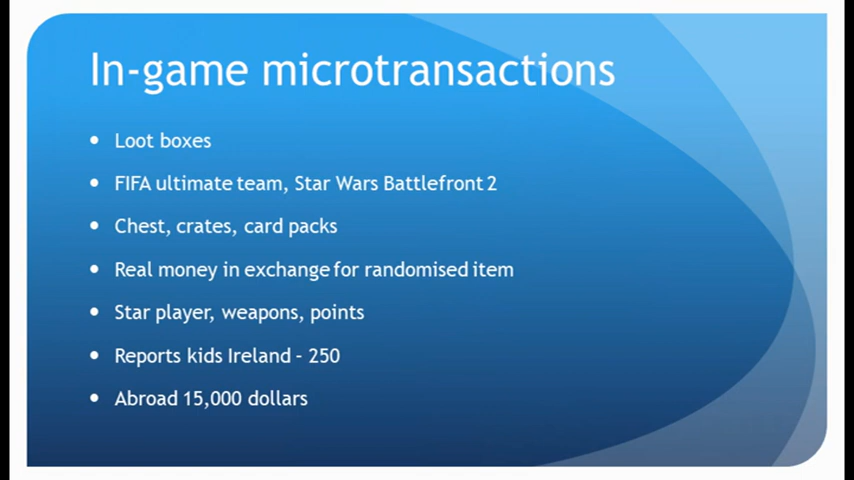 In-game microtransactions
Loot boxes
FIFA ultimate team, Star Wars Battlefront 2
Chest, crates, card packs
Real money in exchange for randomised item
Star player, weapons, points
Reports kids Ireland – 250
Abroad 15,000 dollars